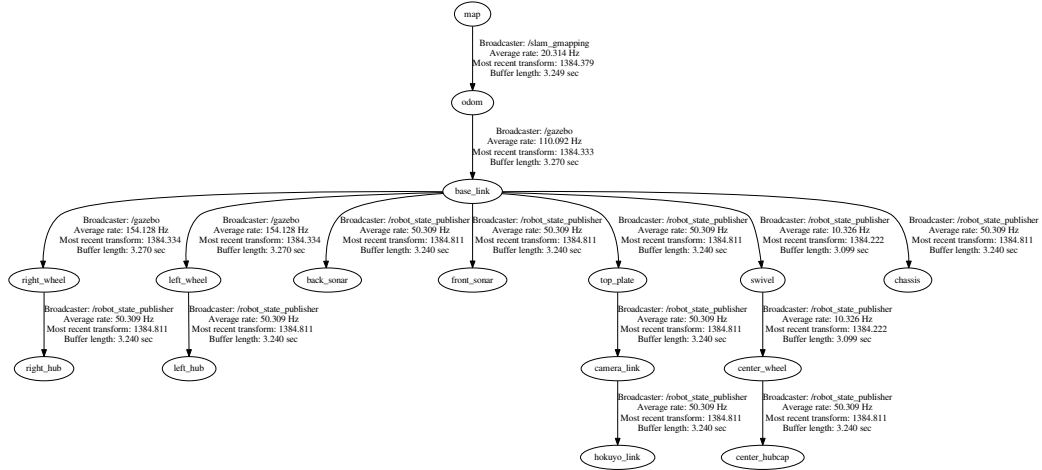 map
Broadcaster: /slam_gmapping
Average rate: 20.314 Hz
Most recent transform: 1384.379
Buffer length: 3.249 sec
odom
Broadcaster: /gazebo
Average rate: 110.092 Hz
Most recent transform: 1384.333
Buffer length: 3.270 sec
base_link
Broadcaster: /gazebo
Average rate: 154.128 Hz
Most recent transform: 1384.334
Buffer length: 3.270 sec
Broadcaster: /gazebo
Average rate: 154.128 Hz
Most recent transform: 1384.334
Buffer length: 3.270 sec
Broadcaster: /robot_state_publisher
Average rate: 50.309 Hz
Most recent transform: 1384.811
Buffer length: 3.240 sec
Broadcaster: /robot_state_publisher
Average rate: 50.309 Hz
Most recent transform: 1384.811
Buffer length: 3.240 sec
Broadcaster: /robot_state_publisher
Average rate: 50.309 Hz
Most recent transform: 1384.811
Buffer length: 3.240 sec
Broadcaster: /robot_state_publisher
Average rate: 10.326 Hz
Most recent transform: 1384.222
Buffer length: 3.099 sec
Broadcaster: /robot_state_publisher
Average rate: 50.309 Hz
Most recent transform: 1384.811
Buffer length: 3.240 sec
right_wheel
left_wheel
back_sonar
front_sonar
top_plate
swivel
chassis
Broadcaster: /robot_state_publisher
Average rate: 50.309 Hz
Most recent transform: 1384.811
Buffer length: 3.240 sec
Broadcaster: /robot_state_publisher
Average rate: 50.309 Hz
Most recent transform: 1384.811
Buffer length: 3.240 sec
Broadcaster: /robot_state_publisher
Average rate: 50.309 Hz
Most recent transform: 1384.811
Buffer length: 3.240 sec
Broadcaster: /robot_state_publisher
Average rate: 10.326 Hz
Most recent transform: 1384.222
Buffer length: 3.099 sec
right_hub
left_hub
camera_link
center_wheel
Broadcaster: /robot_state_publisher
Average rate: 50.309 Hz
Most recent transform: 1384.811
Buffer length: 3.240 sec
Broadcaster: /robot_state_publisher
Average rate: 50.309 Hz
Most recent transform: 1384.811
Buffer length: 3.240 sec
hokuyo_link
center_hubcap